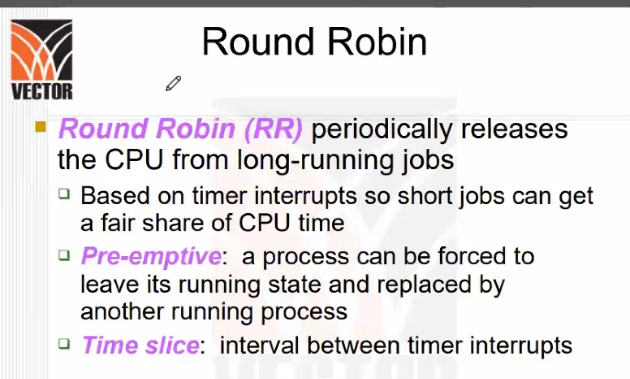 VECTOR
Round Robin
Round Robin (RR) periodically releases
the CPU from long-running jobs
Based on timer interrupts so short jobs can get
a fair share of CPU time
Pre-emptive: a process can be forced to
leave its running state and replaced by
another running process
Time slice: interval between timer interrupts